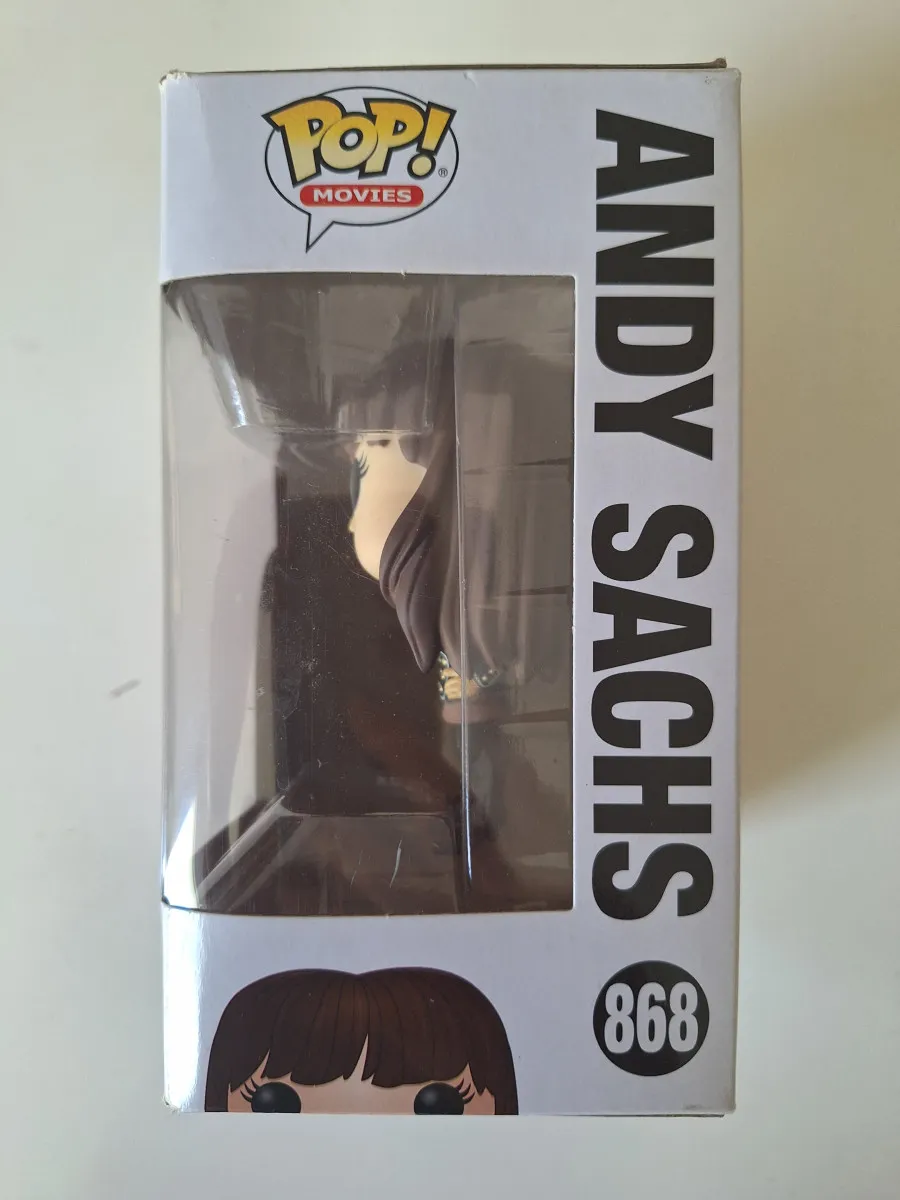 POP!®
MOVIES
ANDY SACHS
868